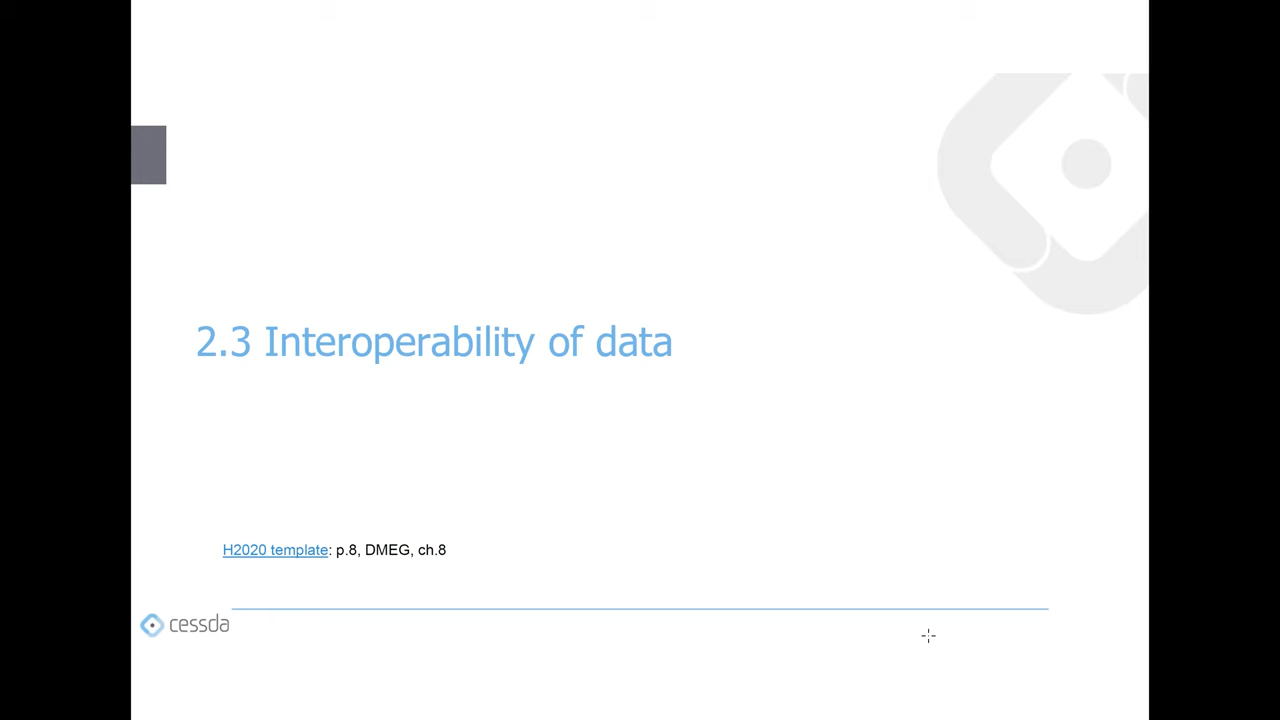 2.3 Interoperability of data
H2020 template: p.8, DMEG, ch.8
cessda